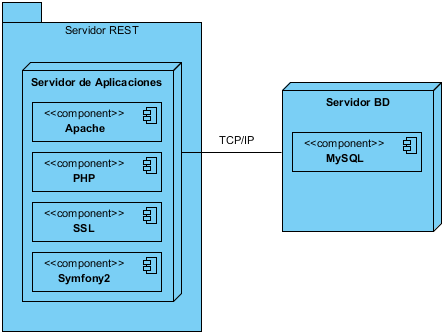 Servidor REST
Servidor de Aplicaciones
<<component>>
Apache
<<component>>
PHP
<<component>>
SSL
<<component>>
Symfony2
TCP/IP
Servidor BD
<<component>>
MySQL